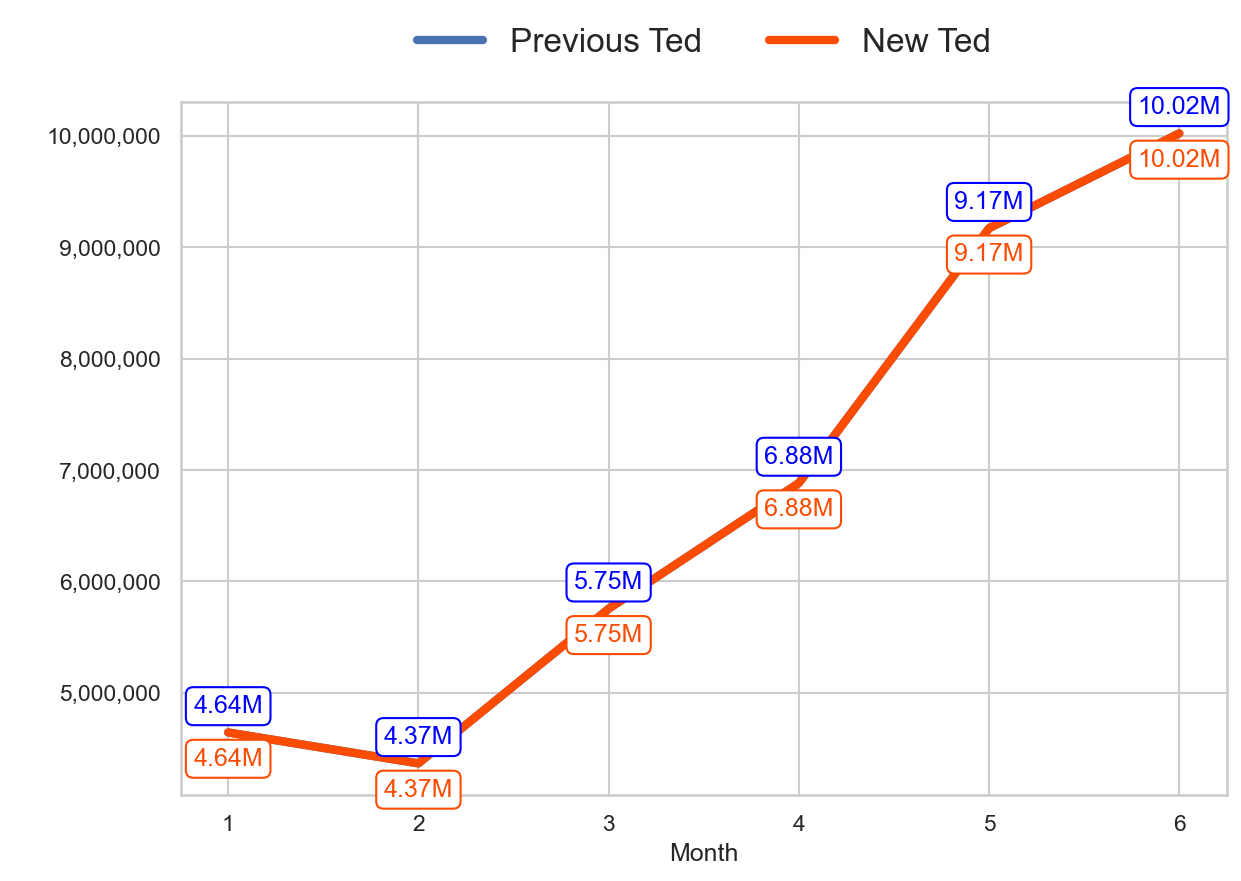 Previous Ted New Ted
10.02M
10,000,000
10.02M
9.17M
9,000,000
9.17M
8,000,000
7,000,000
6.88M
6.88M
6,000,000
5.75M
5.75M
5,000,000
4.64M
4.37M
4.64M
4.37M
1 2 3 4 5 6
Month